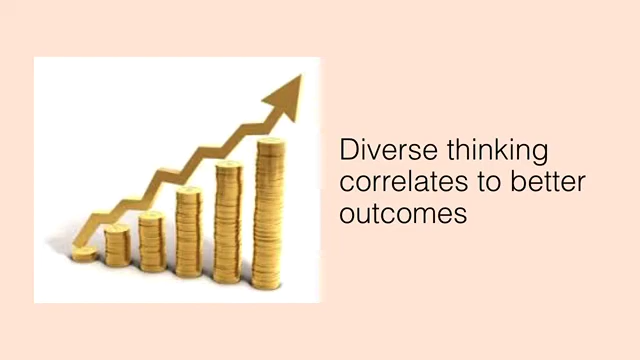 Diverse thinking
correlates to better
outcomes